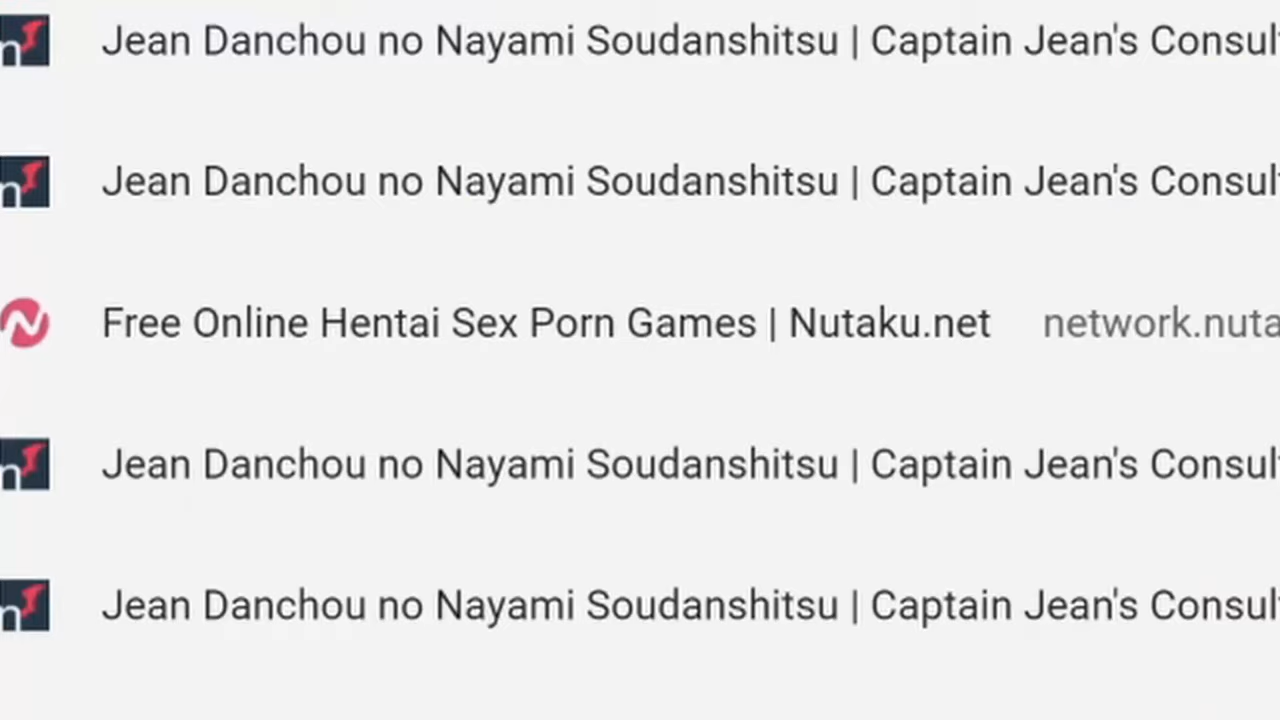 Jean Danchou no Nayami Soudanshitsu | Captain Jean's Consul
Jean Danchou no Nayami Soudanshitsu | Captain Jean's Consul
Free Online Hentai Sex Porn Games | Nutaku.net network.nuta
Jean Danchou no Nayami Soudanshitsu | Captain Jean's Consul
Jean Danchou no Nayami Soudanshitsu | Captain Jean's Consul